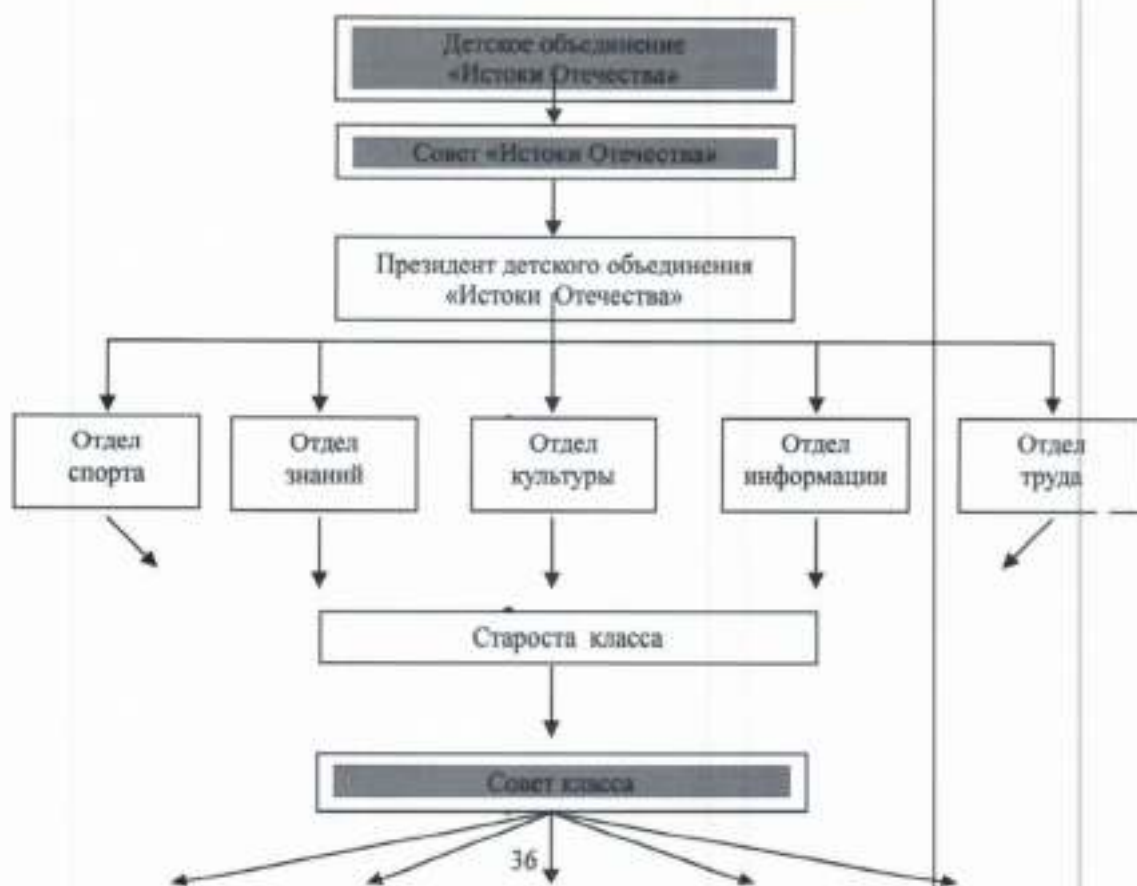 Детское объединение
«Истоки Отечества»
Совет «Истоки Отечества»
Президент детского объединения
«Истоки Отечества»
Отдел
спорта
Отдел
знаний
Отдел
культуры
Отдел
информации
Отдел
труда
Староста класса
Совет класса
36